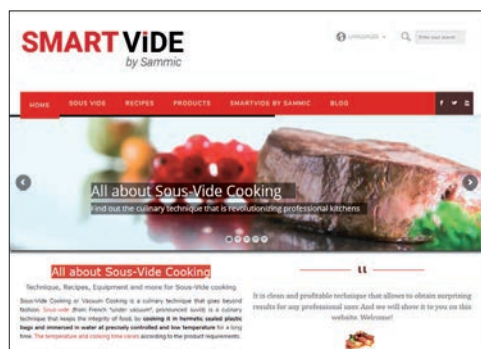 SMARTVIDE
by Sammic
Enter your search
HOME SOUS VIDE RECIPES PRODUCTS SMARTVIDE BY SAMMIC BLOG
All about Sous-Vide Cooking
Find out the culinary technique that is revolutionizing professional kitchens
All about Sous-Vide Cooking
Technique, Recipes, Equipment and more for Sous-Vide cooking
Sous-Vide Cooking or Vacuum Cooking is a culinary technique that goes beyond
fashion. Sous-vide (from French "under vacuum", pronounced suvid) is a culinary
technique that keeps the integrity of food, by cooking it in hermetic sealed plastic
bags and immersed in water at precisely controlled and low temperature for a long
time. The temperature and cooking time varies according to the product requirements.
It is clean and profitable technique that allows to obtain surprising
results for any professional uses And we will show it to you on this
website. Welcome!